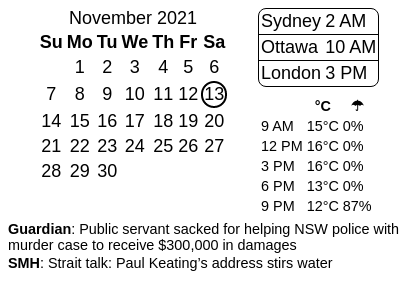 November 2021
Su Mo Tu We Th Fr Sa
1 2 3 4 5 6
7 8 9 10 11 12 13
14 15 16 17 18 19 20
21 22 23 24 25 26 27
28 29 30
Sydney 2 AM
Ottawa 10 AM
London 3 PM
°C ☂
9 AM 15°C 0%
12 PM 16°C 0%
3 PM 16°C 0%
6 PM 13°C 0%
9 PM 12°C 87%
Guardian: Public servant sacked for helping NSW police with
murder case to receive $300,000 in damages
SMH: Strait talk: Paul Keating’s address stirs water